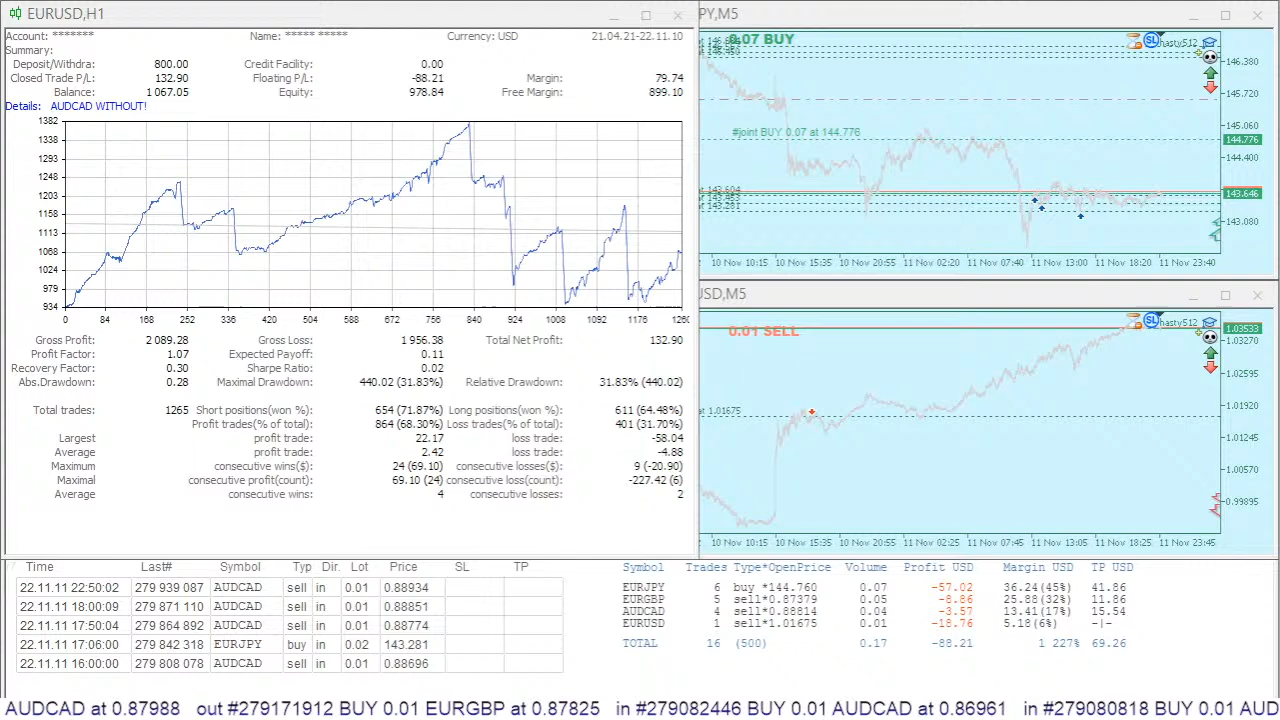 EURUSD,H1
Account: ******* Name: ***** ***** Currency: USD 21.04.21-22.11.10
Summary:
Deposit/Withdra: 800.00 Credit Facility: 0.00
Closed Trade P/L: 132.90 Floating P/L: -88.21 Margin: 79.74
Balance: 1 067.05 Equity: 978.84 Free Margin: 899.10
Details: AUDCAD WITHOUT!
1382
1338
1293
1248
1203
1158
1113
1068
1024
979
934
0 84 168 252 336 420 504 588 672 756 840 924 1008 1092 1176 1260
Gross Profit: 2 089.28 Gross Loss: 1 956.38 Total Net Profit: 132.90
Profit Factor: 1.07 Expected Payoff: 0.11
Recovery Factor: 0.30 Sharpe Ratio: 0.02
Abs.Drawdown: 0.28 Maximal Drawdown: 440.02 (31.83%) Relative Drawdown: 31.83% (440.02)
Total trades: 1265 Short positions(won %) 654 (71.87%) Long positions(won %): 611 (64.48%)
Profit trades(% of total): 864 (68.30%) Loss trades(% of total): 401 (31.70%)
Largest profit trade: 22.17 loss trade: -58.04
Average profit trade: 2.42 loss trade: -4.88
Maximum consecutive wins($): 24 (69.10) consecutive losses($): 9 (-20.90)
Maximal consecutive profit(count): 69.10 (24) consecutive loss(count): -227.42 (6)
Average consecutive wins: 4 consecutive losses: 2
PY,M5
0.07 BUY
SL hasty512
#joint BUY 0.07 at 144.776
146.380
145.720
145.060
144.776
144.400
143.646
143.080
143.604
143.281
10 Nov 10:15 10 Nov 15:35 10 Nov 20:55 11 Nov 02:20 11 Nov 07:40 11 Nov 13:00 11 Nov 18:20 11 Nov 23:40
USD,M5
0.01 SELL
SL hasty512
at 1.01675
1.03533
1.03270
1.02595
1.01920
1.01245
1.00570
0.99895
10 Nov 10:15 10 Nov 15:35 10 Nov 20:55 11 Nov 02:25 11 Nov 07:45 11 Nov 13:05 11 Nov 18:25 11 Nov 23:45
Time Last# Symbol Typ Dir. Lot Price SL TP
22.11.11 22:50:02 279 939 087 AUDCAD sell in 0.01 0.88934
22.11.11 18:00:09 279 871 110 AUDCAD sell in 0.01 0.88851
22.11.11 17:50:04 279 864 892 AUDCAD sell in 0.01 0.88774
22.11.11 17:06:00 279 842 318 EURJPY buy in 0.02 143.281
22.11.11 16:00:00 279 808 078 AUDCAD sell in 0.01 0.88696
Symbol Trades Type*OpenPrice Volume Profit USD Margin USD TP USD
EURJPY 6 buy *144.760 0.07 -57.02 36.24(45%) 41.86
EURGBP 5 sell*0.87379 0.05 -8.86 25.88(32%) 11.86
AUDCAD 4 sell*0.88814 0.04 -3.57 13.41(17%) 15.54
EURUSD 1 sell*1.01675 0.01 -18.76 5.18(6%) -|-
TOTAL 16 (500) 0.17 -88.21 1 227% 69.26
AUDCAD at 0.87988 out #279171912 BUY 0.01 EURGBP at 0.87825 in #279082446 BUY 0.01 AUDCAD at 0.86961 in #279080818 BUY 0.01 AUD